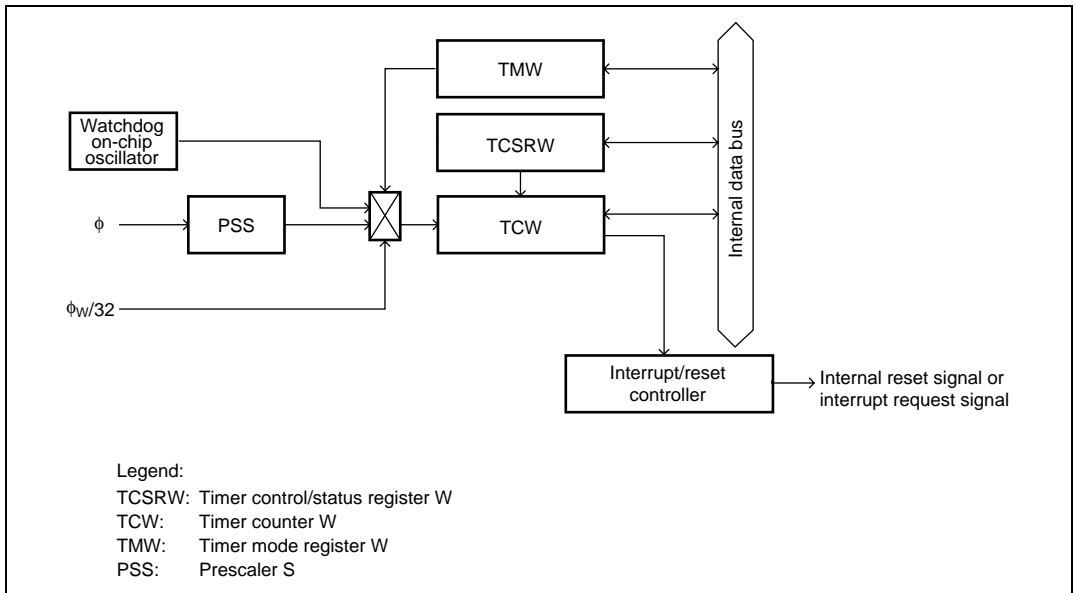 TMW
Watchdog
on-chip
oscillator
TCSRW
Internal data bus
ϕ
PSS
TCW
ϕW/32
Interrupt/reset
controller
Internal reset signal or
interrupt request signal
Legend:
TCSRW: Timer control/status register W
TCW: Timer counter W
TMW: Timer mode register W
PSS: Prescaler S